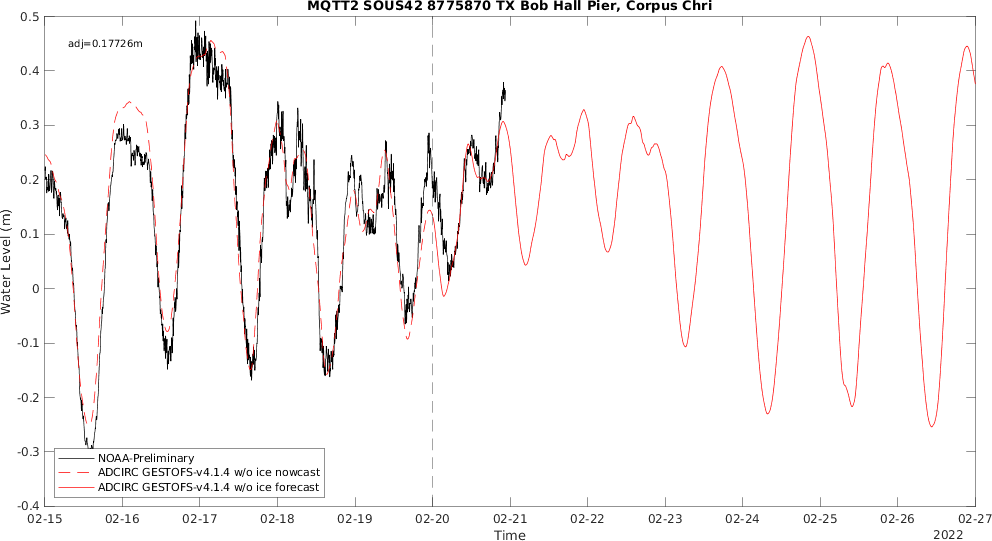 MQTT2 SOUS42 8775870 TX Bob Hall Pier, Corpus Chri
adj=0.17726m
0.5
0.4
0.3
0.2
0.1
0
-0.1
-0.2
-0.3
-0.4
Water Level (m)
NOAA-Preliminary
ADCIRC GESTOFS-v4.1.4 w/o ice nowcast
ADCIRC GESTOFS-v4.1.4 w/o ice forecast
02-15 02-16 02-17 02-18 02-19 02-20 02-21 02-22 02-23 02-24 02-25 02-26 02-27
Time
2022